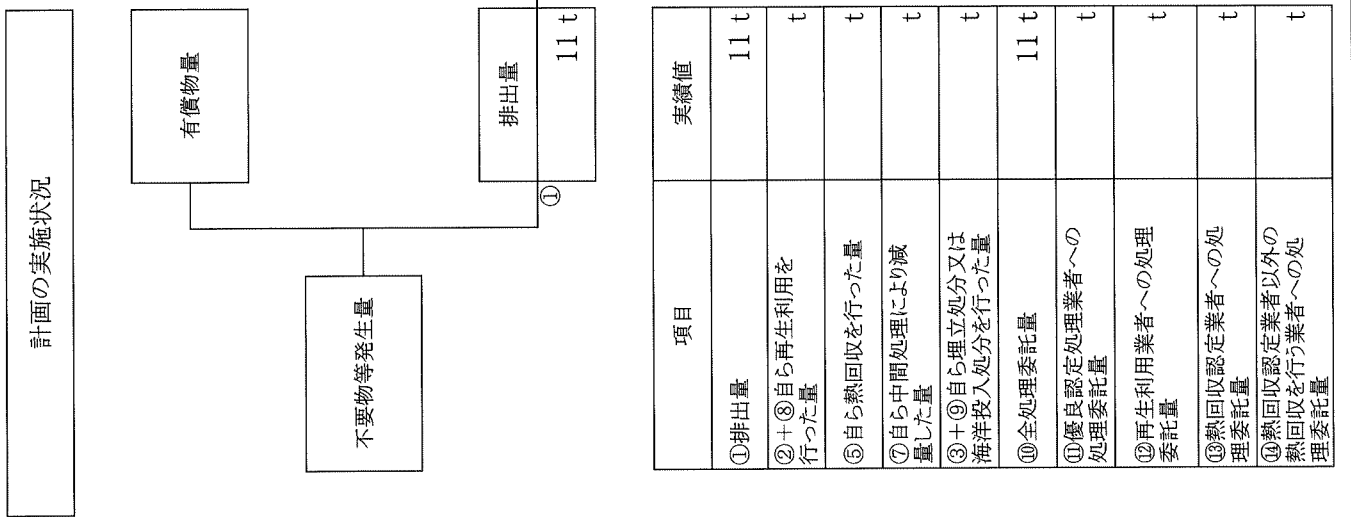 計画の実施状況
有償物量
不要物等発生量
排出量
①
11 t
項目
実績値
①排出量
11 t
②+⑧自ら再生利用を
行った量
t
⑤自ら熱回収を行った量
t
⑦自ら中間処理により減
量した量
t
③+⑨自ら埋立処分又は
海洋投入処分を行った量
t
⑩全処理委託量
11 t
⑪優良認定処理業者への
処理委託量
t
⑫再生利用業者への処理
委託量
t
⑬熱回収認定業者への処
理委託量
t
⑭熱回収認定業者以外の
熱回収を行う業者への処
理委託量
t